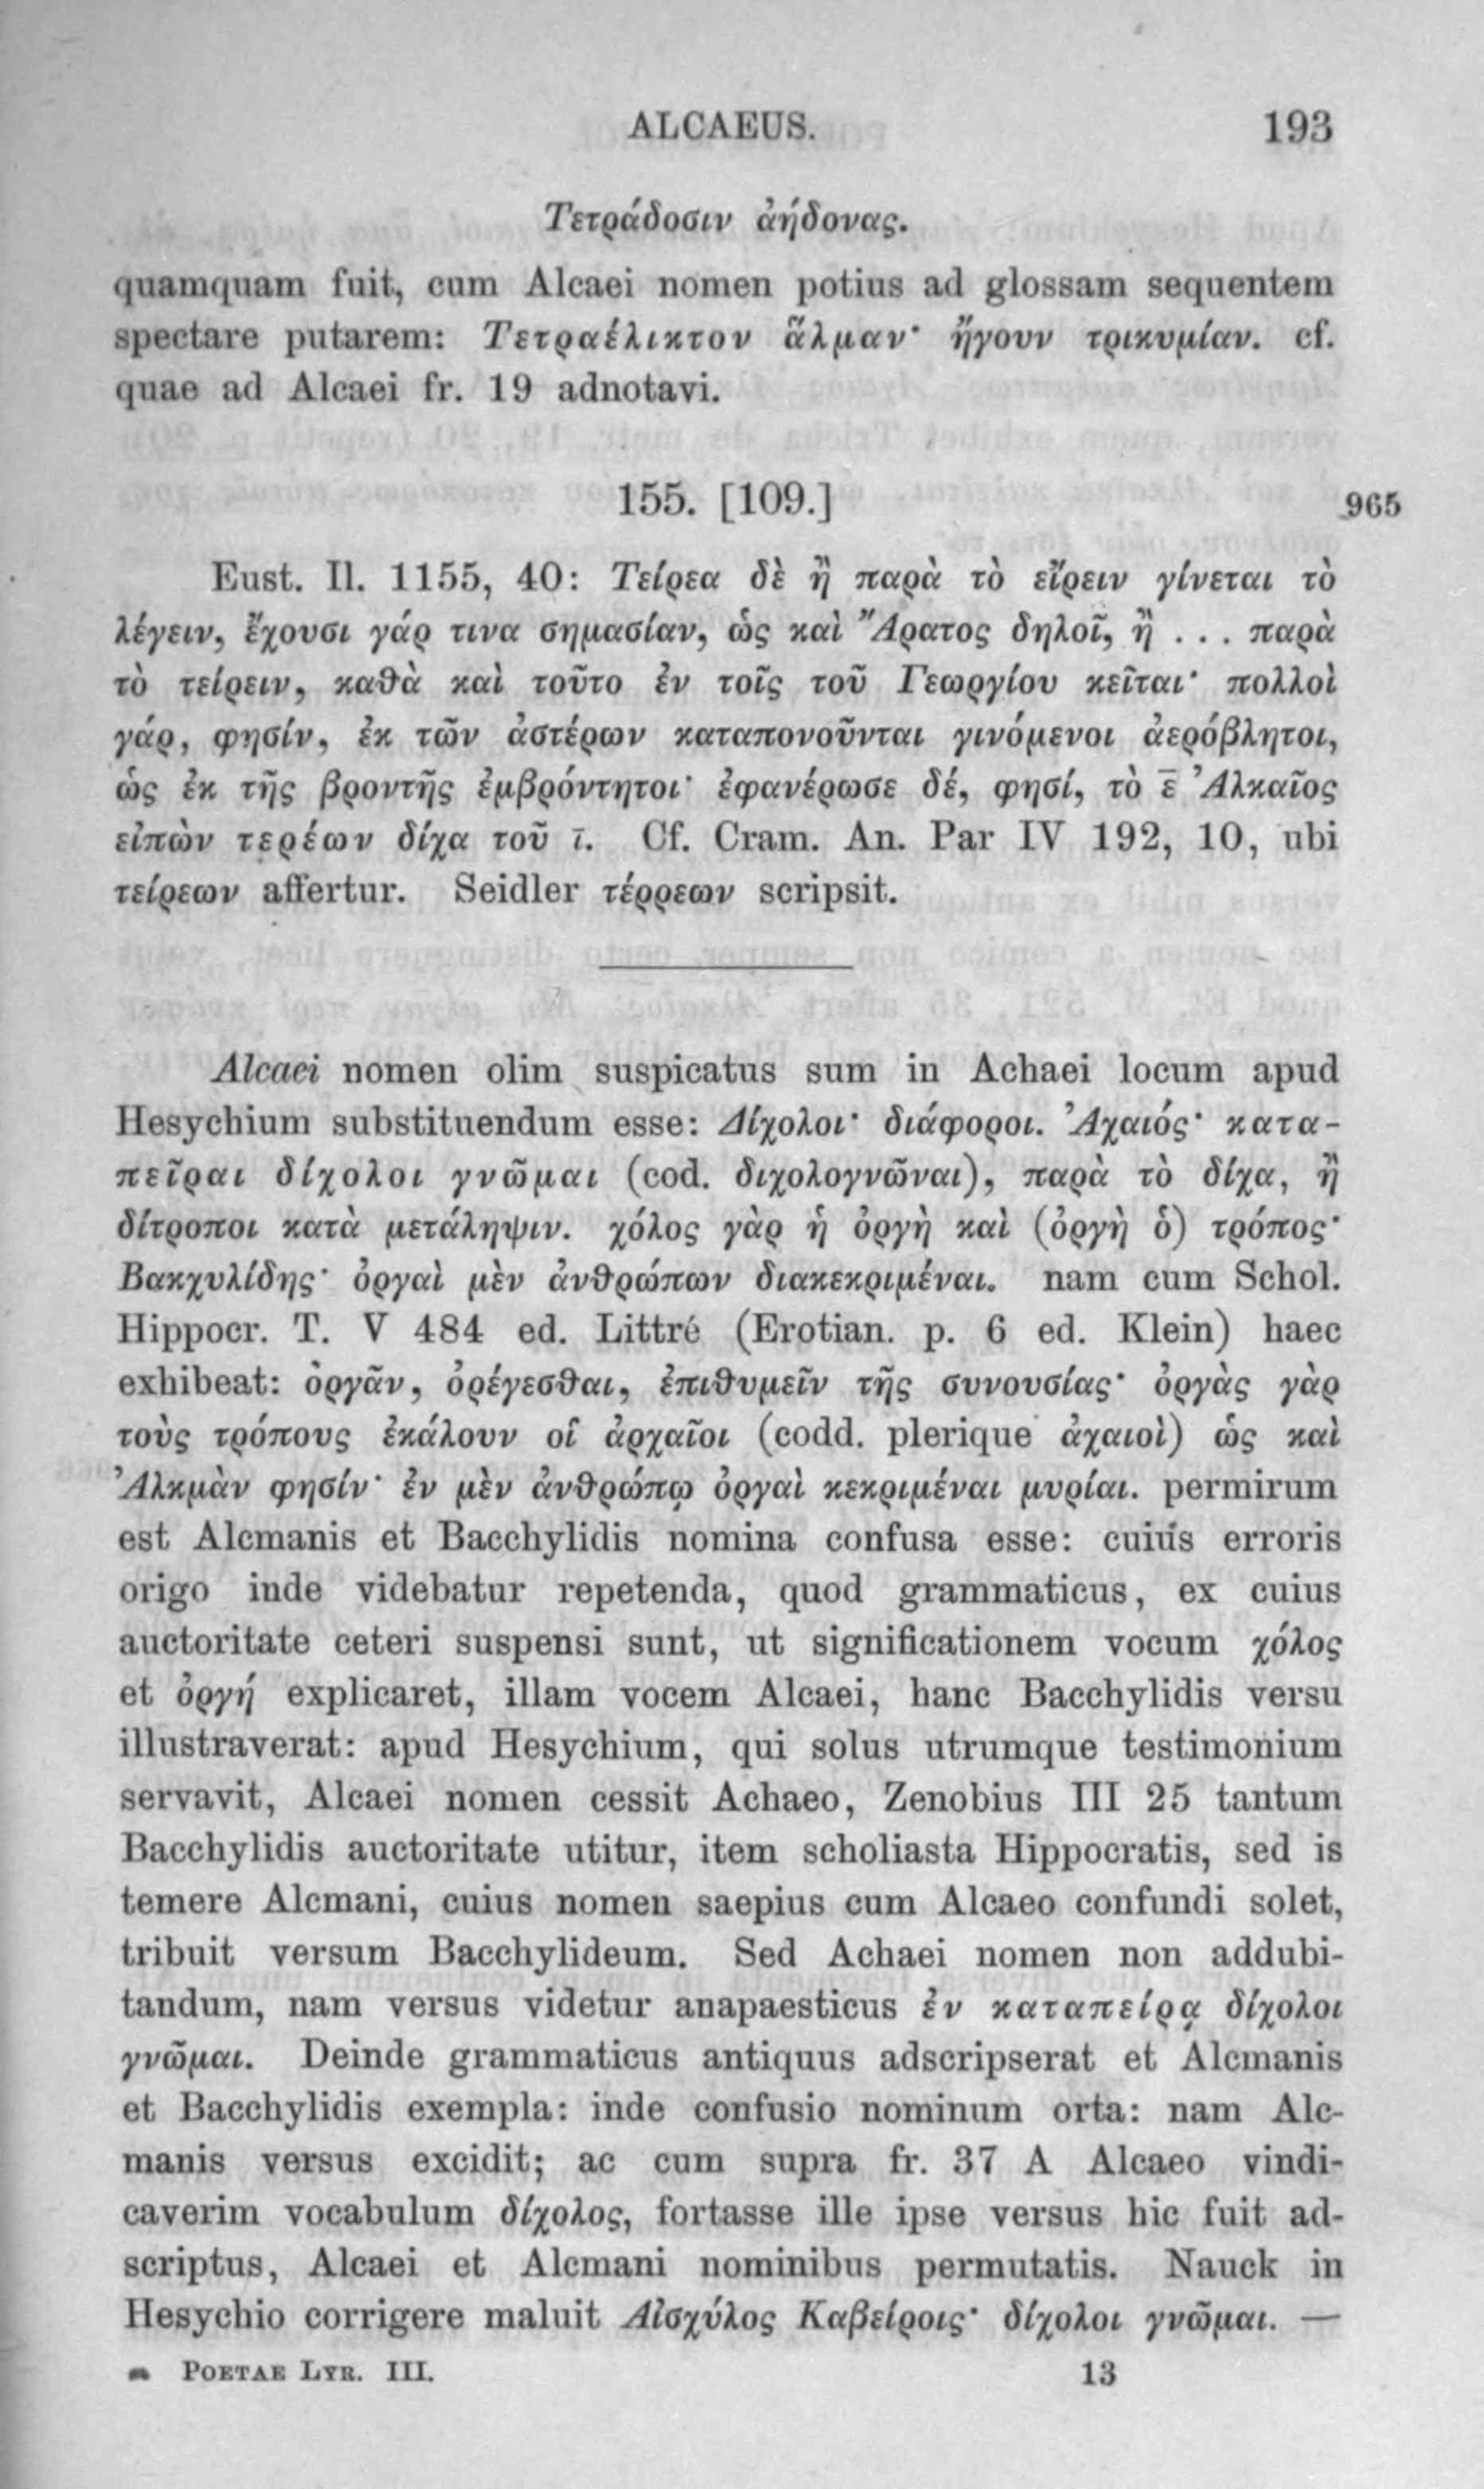 ALCAEUS. 193
Τετράδοσιν ἀήδονας.
quamquam fuit, cum Alcaei nomen potius ad glossam sequentem
spectare putarem: Τετραέλικτον ἅλμαν· ἤγουν τρικυμίαν. cf.
quae ad Alcaei fr. 19 adnotavi.
155. [109.] 965
Eust. Il. 1155, 40: Τείρεα δὲ ἢ παρὰ τὸ εἴρειν γίνεται τὸ
λέγειν, ἔχουσι γάρ τινα σημασίαν, ὡς καὶ Ἄρατος δηλοῖ, ἢ . . . παρὰ
τὸ τείρειν, καθὰ καὶ τοῦτο ἐν τοῖς τοῦ Γεωργίου κεῖται· πολλοὶ
γάρ, φησίν, ἐκ τῶν ἀστέρων καταπονοῦνται γινόμενοι ἀερόβλητοι,
ὡς ἐκ τῆς βροντῆς ἐμβρόντητοι· ἐφανέρωσε δέ, φησί, τὸ ε̄ Ἀλκαῖος
εἰπὼν τερέων δίχα τοῦ ῑ. Cf. Cram. An. Par IV 192, 10, ubi
τείρεων affertur. Seidler τέρρεων scripsit.
Alcaei nomen olim suspicatus sum in Achaei locum apud
Hesychium substituendum esse: Δίχολοι· διάφοροι. Ἀχαιός· κατα-
πεῖραι δίχολοι γνῶμαι (cod. διχολογνῶναι), παρὰ τὸ δίχα, ἢ
δίτροποι κατὰ μετάληψιν. χόλος γὰρ ἡ ὀργὴ καὶ (ὀργὴ ὁ) τρόπος·
Βακχυλίδης· ὀργαὶ μὲν ἀνθρώπων διακεκριμέναι. nam cum Schol.
Hippocr. T. V 484 ed. Littré (Erotian. p. 6 ed. Klein) haec
exhibeat: ὀργᾶν, ὀρέγεσθαι, ἐπιθυμεῖν τῆς συνουσίας· ὀργὰς γὰρ
τοὺς τρόπους ἐκάλουν οἱ ἀρχαῖοι (codd. plerique ἀχαιοὶ) ὡς καὶ
Ἀλκμὰν φησίν· ἐν μὲν ἀνθρώπῳ ὀργαὶ κεκριμέναι μυρίαι. permirum
est Alcmanis et Bacchylidis nomina confusa esse: cuius erroris
origo inde videbatur repetenda, quod grammaticus, ex cuius
auctoritate ceteri suspensi sunt, ut significationem vocum χόλος
et ὀργή explicaret, illam vocem Alcaei, hanc Bacchylidis versu
illustraverat: apud Hesychium, qui solus utrumque testimonium
servavit, Alcaei nomen cessit Achaeo, Zenobius III 25 tantum
Bacchylidis auctoritate utitur, item scholiasta Hippocratis, sed is
temere Alcmani, cuius nomen saepius cum Alcaeo confundi solet,
tribuit versum Bacchylideum. Sed Achaei nomen non addubi-
tandum, nam versus videtur anapaesticus ἐν καταπείρᾳ δίχολοι
γνῶμαι. Deinde grammaticus antiquus adscripserat et Alcmanis
et Bacchylidis exempla: inde confusio nominum orta: nam Alc-
manis versus excidit; ac cum supra fr. 37 A Alcaeo vindi-
caverim vocabulum δίχολος, fortasse ille ipse versus hic fuit ad-
scriptus, Alcaei et Alcmani nominibus permutatis. Nauck in
Hesychio corrigere maluit Αἰσχύλος Καβείροις· δίχολοι γνῶμαι. —
POETAE LYR. III. 13